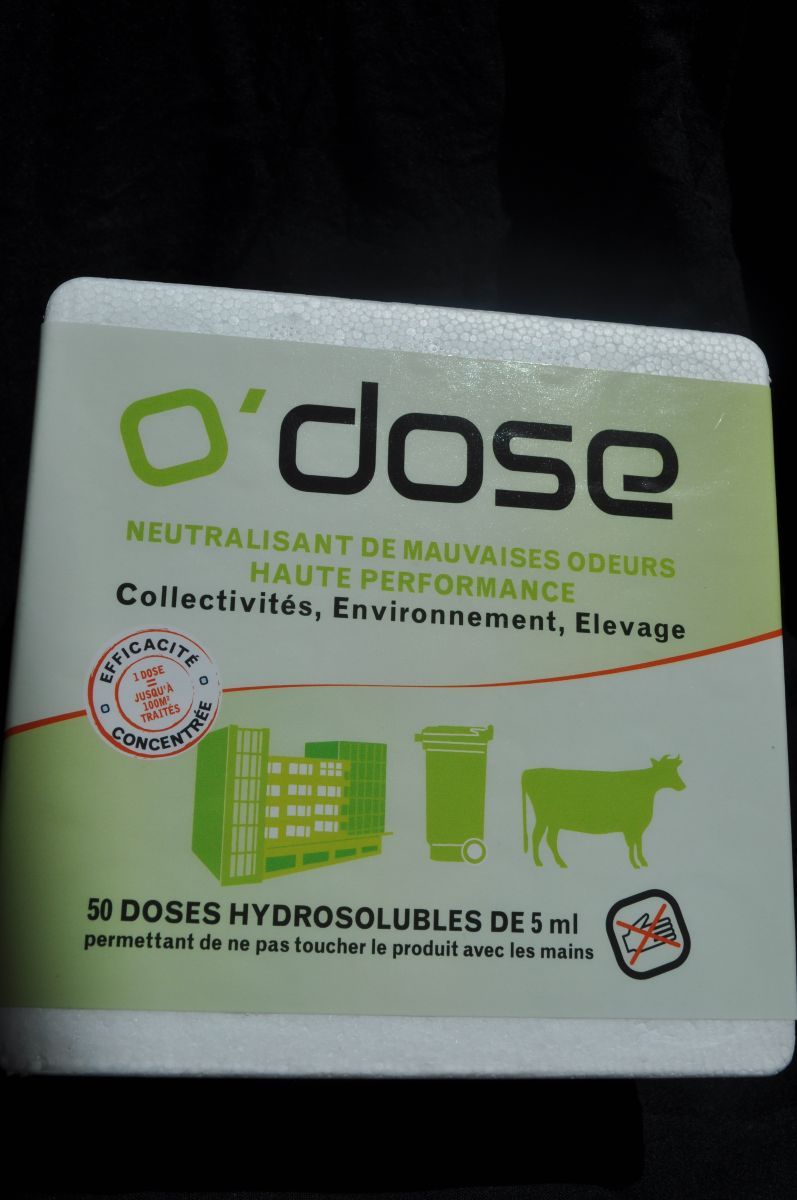 o'dose
NEUTRALISANT DE MAUVAISES ODEURS
HAUTE PERFORMANCE
Collectivités, Environnement, Elevage
EFFICACITÉ
1 DOSE
=
JUSQU'À
100M²
TRAITÉS
CONCENTRÉE
50 DOSES HYDROSOLUBLES DE 5 ml
permettant de ne pas toucher le produit avec les mains